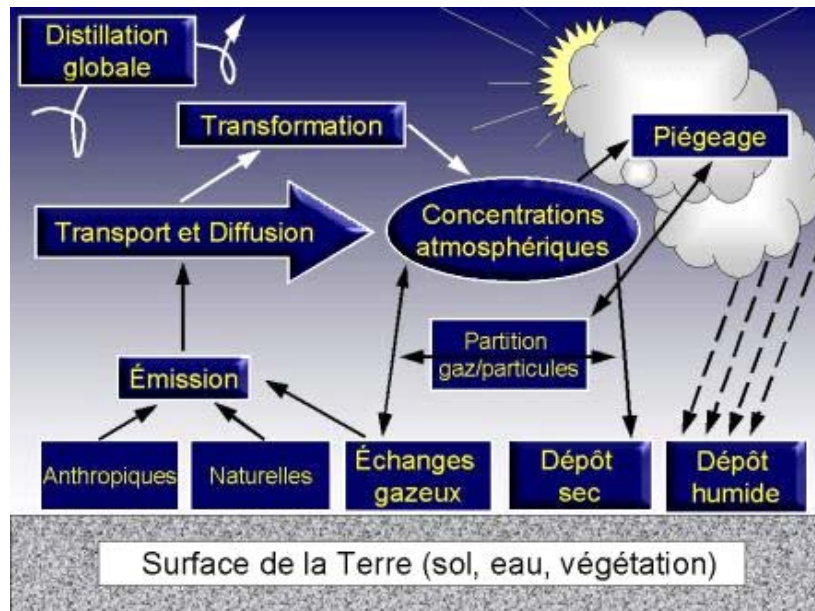 Distillation
globale
Transformation
Piégeage
Transport et Diffusion
Concentrations
atmosphériques
Partition
gaz/particules
Émission
Anthropiques
Naturelles
Échanges
gazeux
Dépôt
sec
Dépôt
humide
Surface de la Terre (sol, eau, végétation)